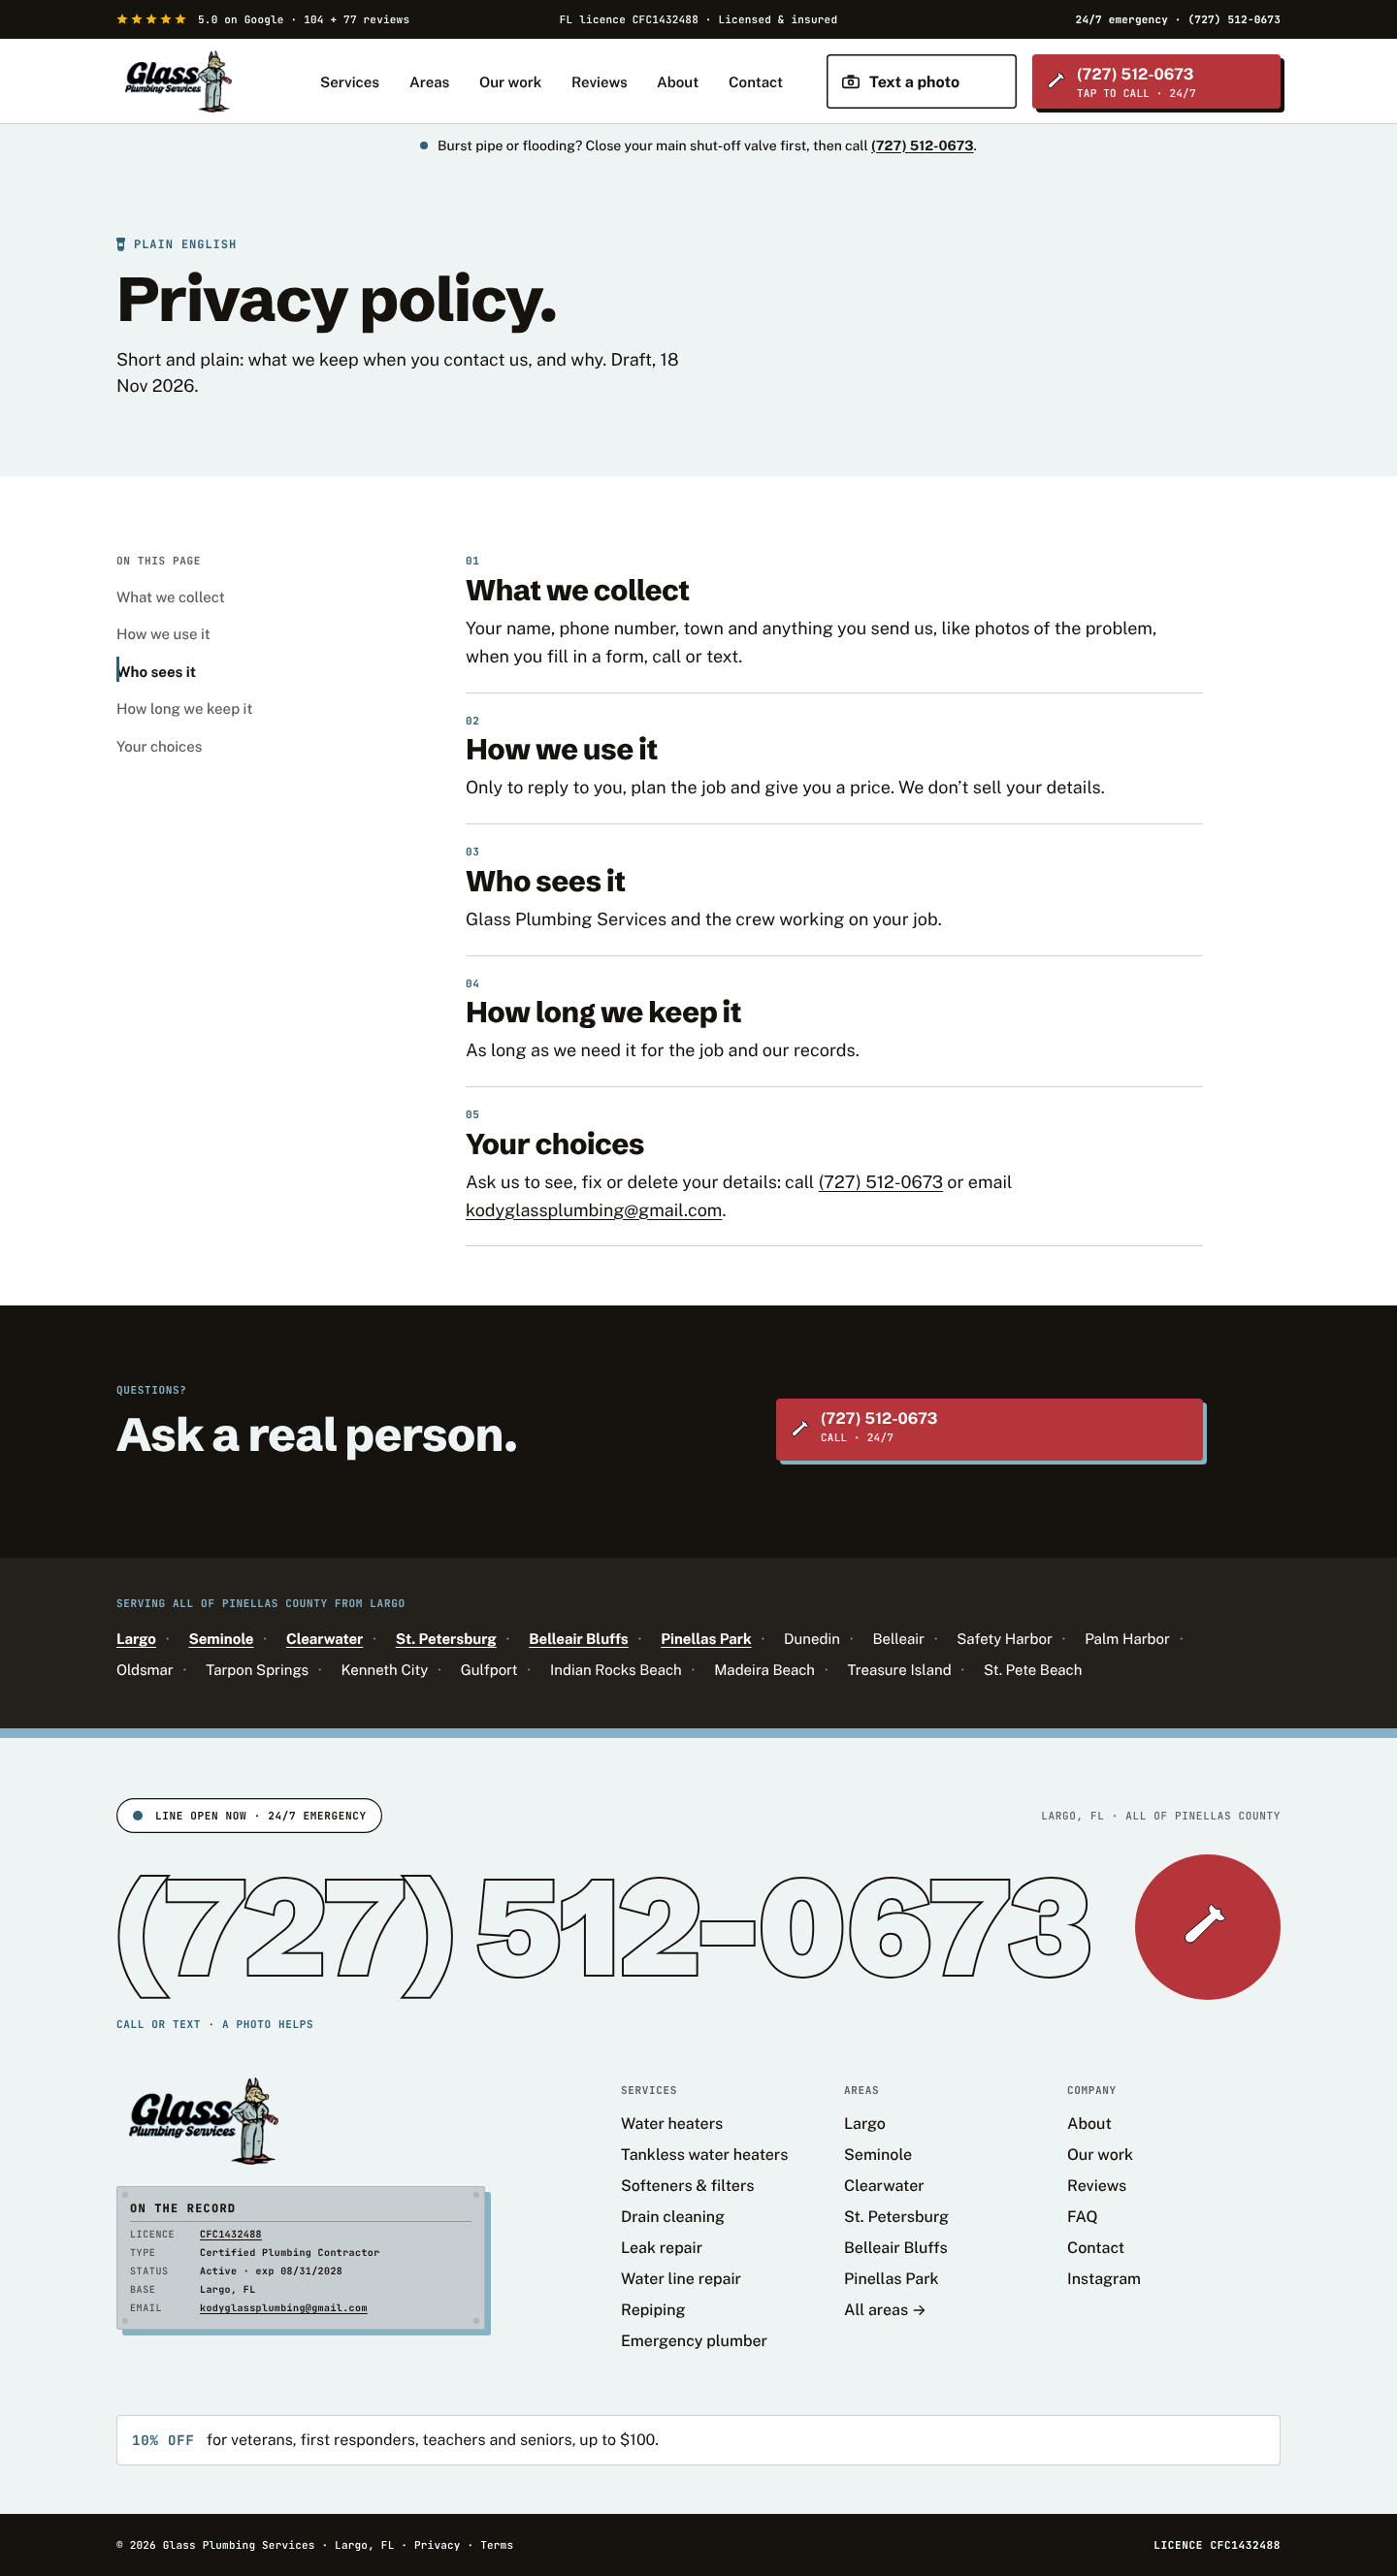 ★★★★★ 5.0 on Google · 104 + 77 reviews
FL licence CFC1432488 · Licensed & insured
24/7 emergency · (727) 512-0673
Glass
Plumbing Services
Services
Areas
Our work
Reviews
About
Contact
Text a photo
(727) 512-0673
TAP TO CALL · 24/7
Burst pipe or flooding? Close your main shut-off valve first, then call (727) 512-0673.
PLAIN ENGLISH
Privacy policy.
Short and plain: what we keep when you contact us, and why. Draft, 18
Nov 2026.
ON THIS PAGE
What we collect
How we use it
Who sees it
How long we keep it
Your choices
01
What we collect
Your name, phone number, town and anything you send us, like photos of the problem,
when you fill in a form, call or text.
02
How we use it
Only to reply to you, plan the job and give you a price. We don’t sell your details.
03
Who sees it
Glass Plumbing Services and the crew working on your job.
04
How long we keep it
As long as we need it for the job and our records.
05
Your choices
Ask us to see, fix or delete your details: call (727) 512-0673 or email
kodyglassplumbing@gmail.com.
QUESTIONS?
Ask a real person.
(727) 512-0673
CALL · 24/7
SERVING ALL OF PINELLAS COUNTY FROM LARGO
Largo · Seminole · Clearwater · St. Petersburg · Belleair Bluffs · Pinellas Park · Dunedin · Belleair · Safety Harbor · Palm Harbor ·
Oldsmar · Tarpon Springs · Kenneth City · Gulfport · Indian Rocks Beach · Madeira Beach · Treasure Island · St. Pete Beach
LINE OPEN NOW · 24/7 EMERGENCY
LARGO, FL · ALL OF PINELLAS COUNTY
(727) 512-0673
CALL OR TEXT · A PHOTO HELPS
Glass
Plumbing Services
ON THE RECORD
LICENCE CFC1432488
TYPE Certified Plumbing Contractor
STATUS Active · exp 08/31/2028
BASE Largo, FL
EMAIL kodyglassplumbing@gmail.com
SERVICES
Water heaters
Tankless water heaters
Softeners & filters
Drain cleaning
Leak repair
Water line repair
Repiping
Emergency plumber
AREAS
Largo
Seminole
Clearwater
St. Petersburg
Belleair Bluffs
Pinellas Park
All areas →
COMPANY
About
Our work
Reviews
FAQ
Contact
Instagram
10% OFF for veterans, first responders, teachers and seniors, up to $100.
© 2026 Glass Plumbing Services · Largo, FL · Privacy · Terms
LICENCE CFC1432488